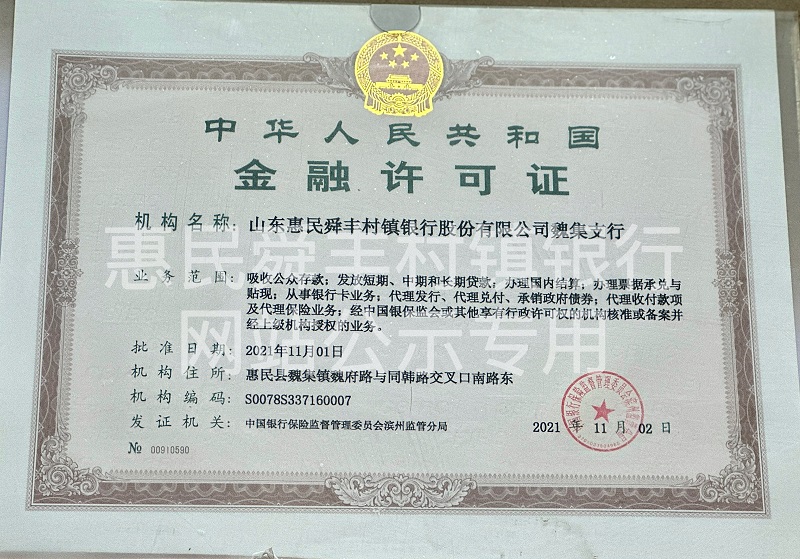 中华人民共和国
金融许可证
机构名称：山东惠民舜丰村镇银行股份有限公司魏集支行
惠民舜丰村镇银行
业务范围：吸收公众存款；发放短期、中期和长期贷款；办理国内结算；办理票据承兑与
贴现；从事银行卡业务；代理发行、代理兑付、承销政府债券；代理收付款项
及代理保险业务；经中国银保监会或其他享有行政许可权的机构核准或备案并
经上级机构授权的业务。
网站公示专用
批准日期：2021年11月01日
机构住所：惠民县魏集镇魏府路与同韩路交叉口南路东
机构编码：S0078S337160007
发证机关：中国银行保险监督管理委员会滨州监管分局
2021 年 11 月 02 日
№ 00910590